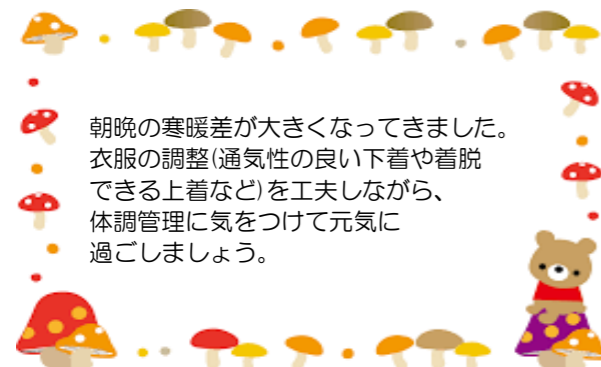 朝晩の寒暖差が大きくなってきました。
衣服の調整(通気性の良い下着や着脱
できる上着など)を工夫しながら、
体調管理に気をつけて元気に
過ごしましょう。